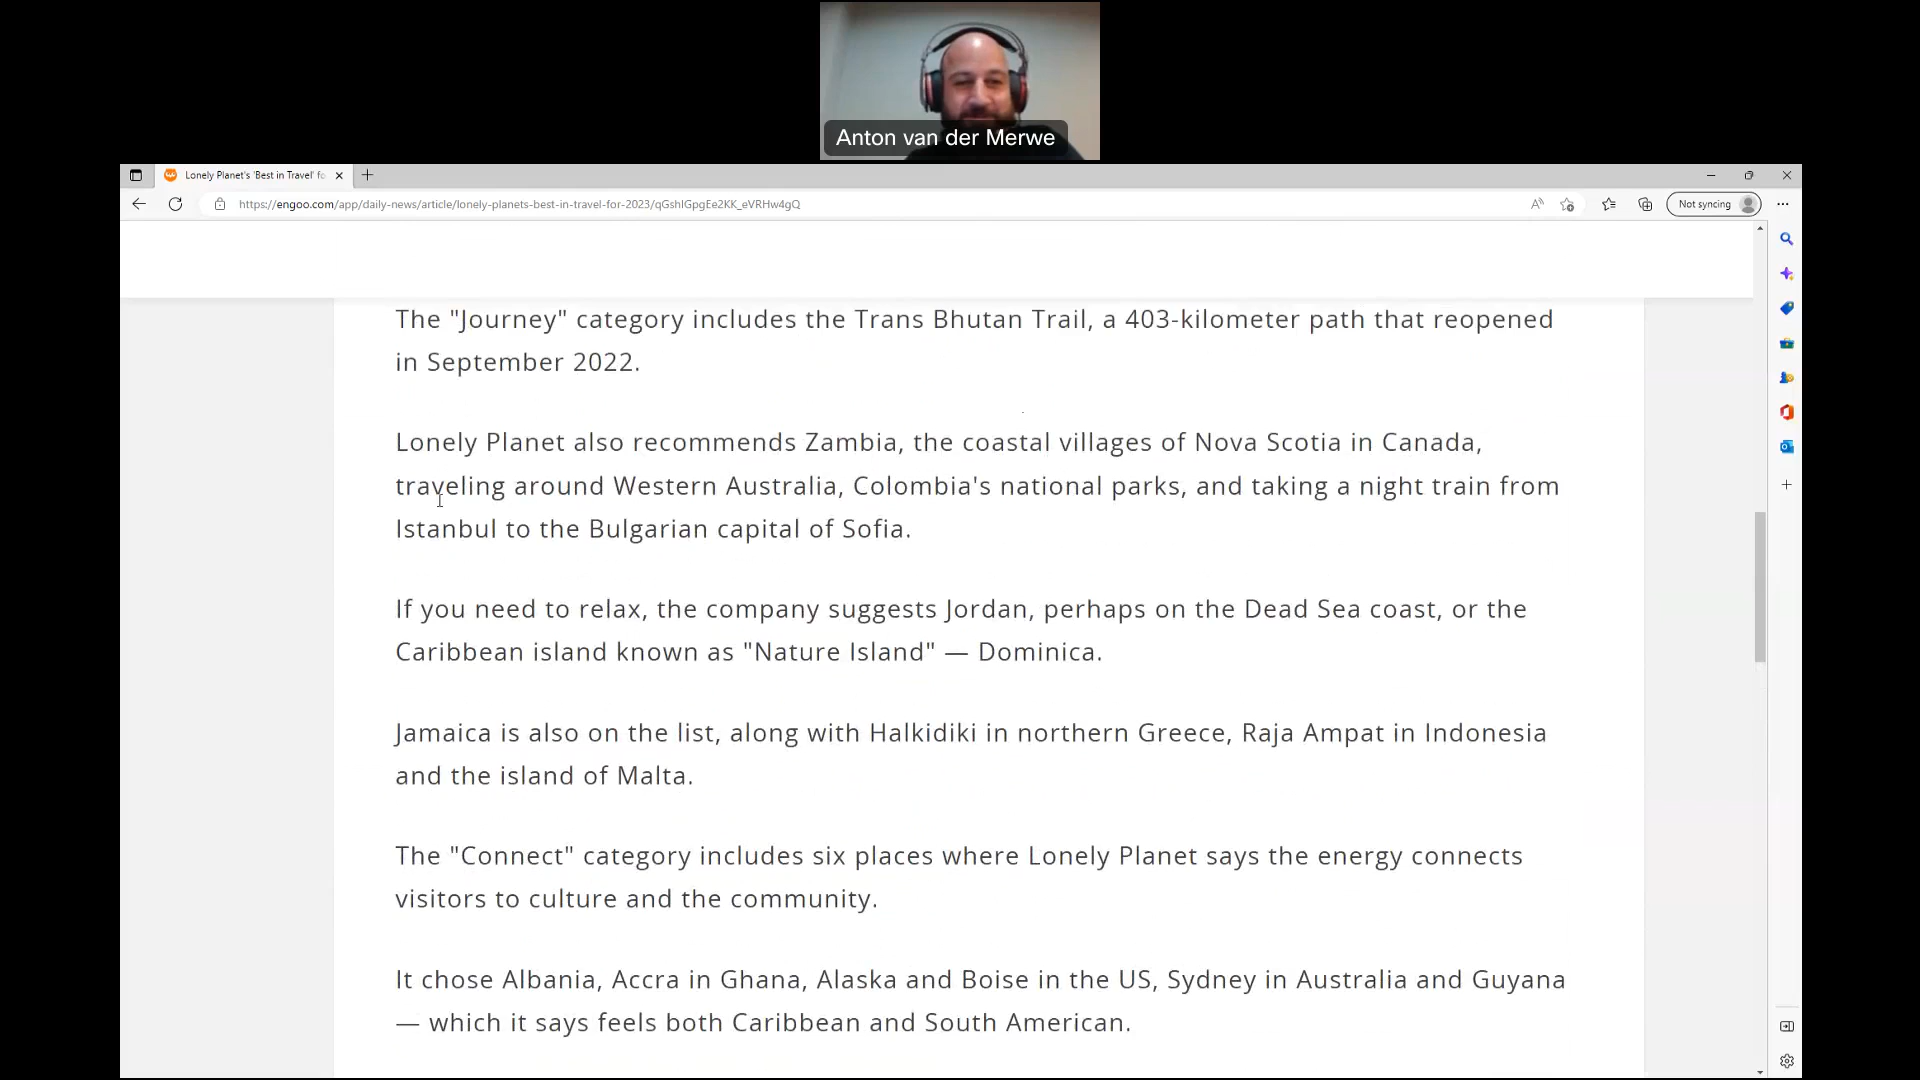 Anton van der Merwe
Lonely Planet's 'Best in Travel' fo
https://engoo.com/app/daily-news/article/lonely-planets-best-in-travel-for-2023/qGshIGpgEe2KK_eVRHw4gQ
Not syncing
The "Journey" category includes the Trans Bhutan Trail, a 403-kilometer path that reopened
in September 2022.
Lonely Planet also recommends Zambia, the coastal villages of Nova Scotia in Canada,
traveling around Western Australia, Colombia's national parks, and taking a night train from
Istanbul to the Bulgarian capital of Sofia.
If you need to relax, the company suggests Jordan, perhaps on the Dead Sea coast, or the
Caribbean island known as "Nature Island" — Dominica.
Jamaica is also on the list, along with Halkidiki in northern Greece, Raja Ampat in Indonesia
and the island of Malta.
The "Connect" category includes six places where Lonely Planet says the energy connects
visitors to culture and the community.
It chose Albania, Accra in Ghana, Alaska and Boise in the US, Sydney in Australia and Guyana
— which it says feels both Caribbean and South American.